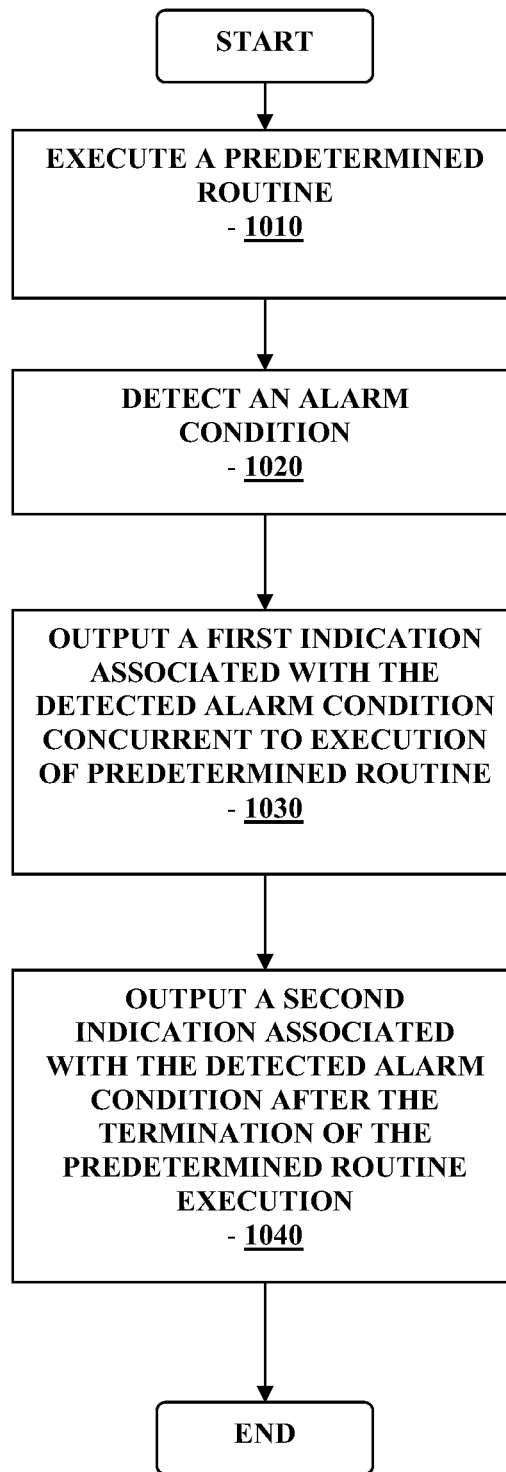 START
EXECUTE A PREDETERMINED
ROUTINE
- 1010
DETECT AN ALARM
CONDITION
- 1020
OUTPUT A FIRST INDICATION
ASSOCIATED WITH THE
DETECTED ALARM CONDITION
CONCURRENT TO EXECUTION
OF PREDETERMINED ROUTINE
- 1030
OUTPUT A SECOND
INDICATION ASSOCIATED
WITH THE DETECTED ALARM
CONDITION AFTER THE
TERMINATION OF THE
PREDETERMINED ROUTINE
EXECUTION
- 1040
END